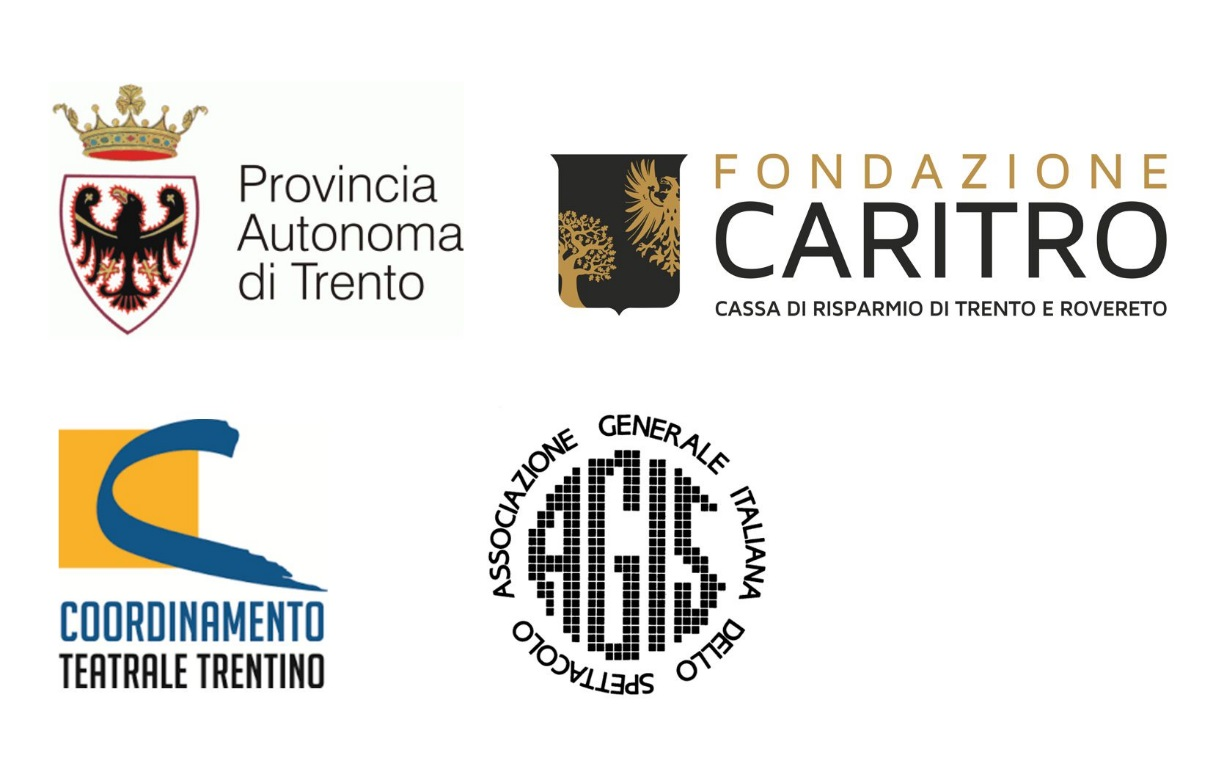 Provincia
Autonoma
di Trento
FONDAZIONE
CARITRO
CASSA DI RISPARMIO DI TRENTO E ROVERETO
COORDINAMENTO
TEATRALE TRENTINO
ASSOCIAZIONE GENERALE ITALIANA DELLO SPETTACOLO
AGIS